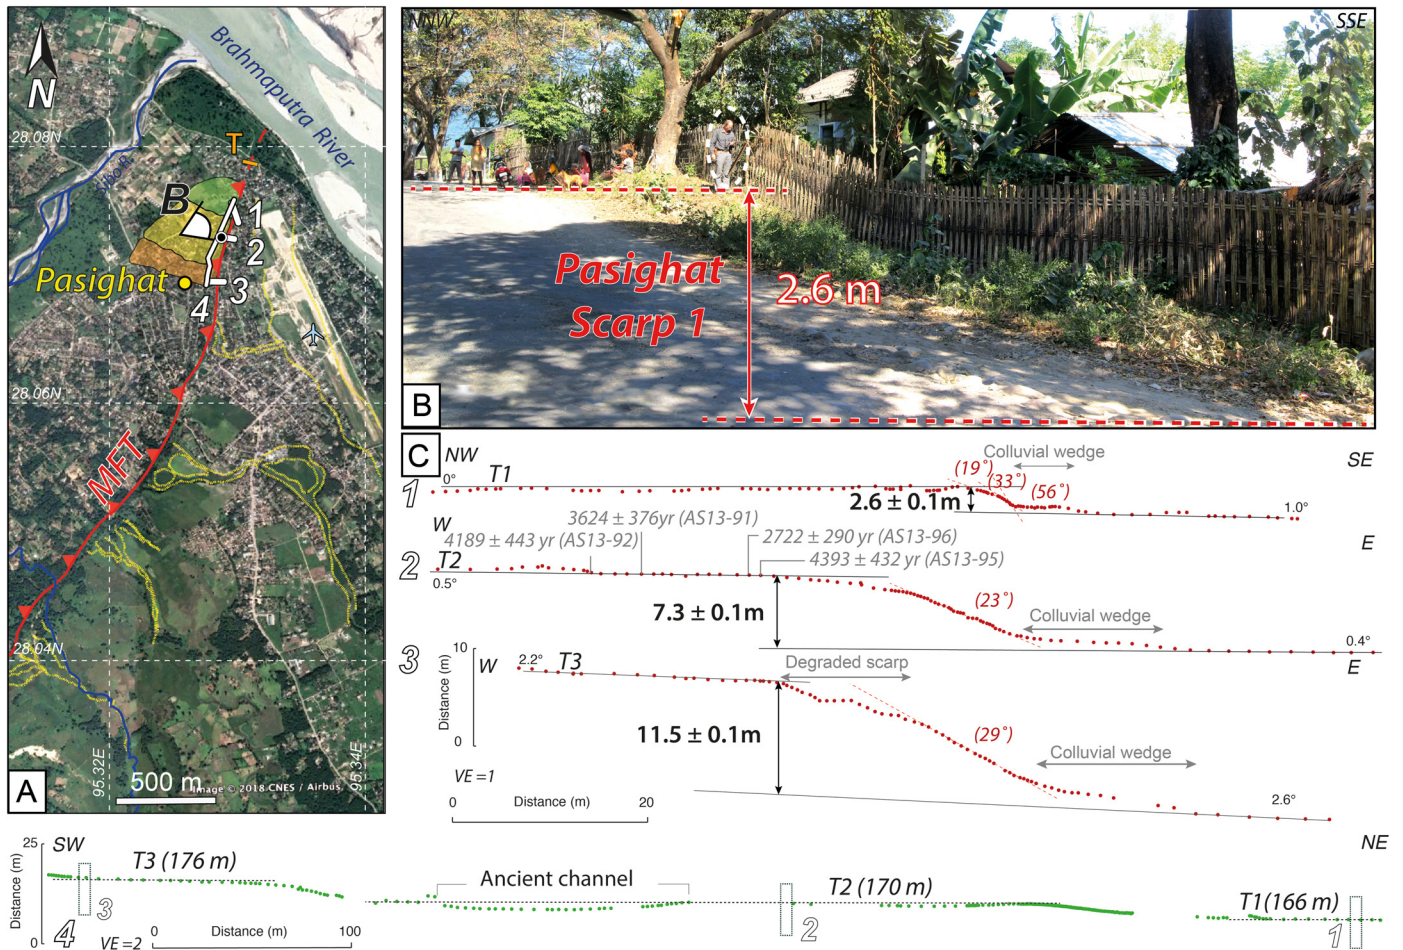 N
Brahmaputra River
28.08N
Sibo R.
T
B
1
2
3
4
Pasighat
28.06N
MFT
28.04N
95.32E
95.34E
500 m
Image © 2018 CNES / Airbus
A
NNW
SSE
Pasighat
Scarp 1
2.6 m
B
C
NW
SE
1
0°
T1
Colluvial wedge
(19°)
(33°)
(56°)
2.6 ± 0.1m
1.0°
W
E
3624 ± 376yr (AS13-91)
2722 ± 290 yr (AS13-96)
4189 ± 443 yr (AS13-92)
4393 ± 432 yr (AS13-95)
2
T2
0.5°
7.3 ± 0.1m
(23°)
Colluvial wedge
0.4°
3
10
Distance (m)
0
W
E
2.2°
T3
Degraded scarp
11.5 ± 0.1m
(29°)
Colluvial wedge
2.6°
VE =1
0
Distance (m)
20
25
Distance (m)
0
SW
NE
T3 (176 m)
Ancient channel
T2 (170 m)
T1(166 m)
3
2
1
4
VE =2
0
Distance (m)
100